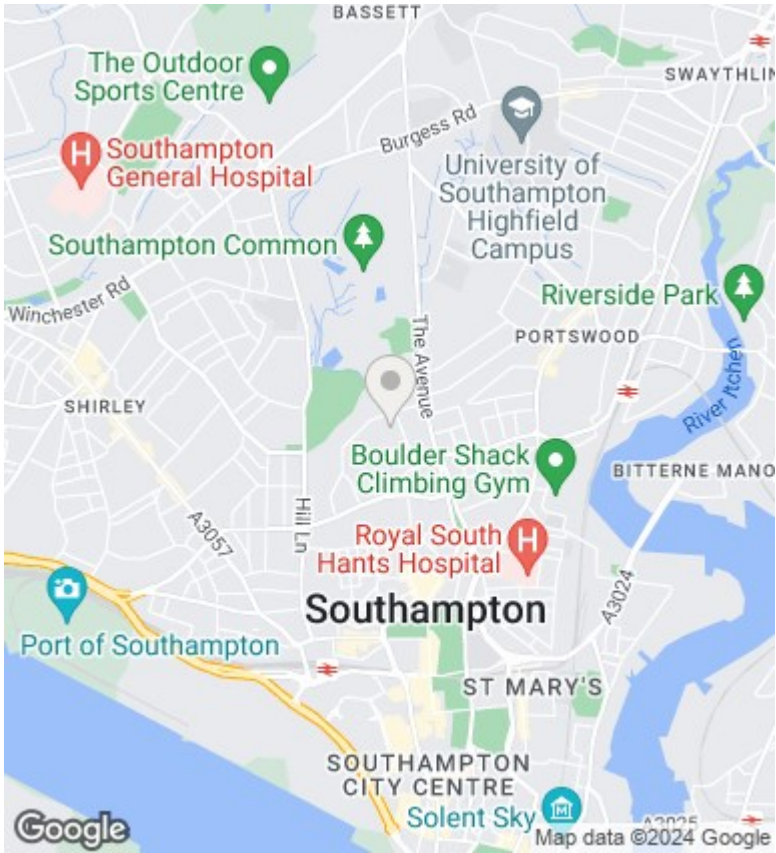 BASSETT
The Outdoor
Sports Centre
SWAYTHLIN
Burgess Rd
H
Southampton
General Hospital
University of
Southampton
Highfield
Campus
Southampton Common
Winchester Rd
Riverside Park
The Avenue
PORTSWOOD
SHIRLEY
River Itchen
Boulder Shack
Climbing Gym
BITTERNE MANO
Hill Ln
A3057
Royal South
Hants Hospital
H
A3024
Southampton
Port of Southampton
ST MARY'S
SOUTHAMPTON
CITY CENTRE
Solent Sky
A3025
Google
Map data ©2024 Google